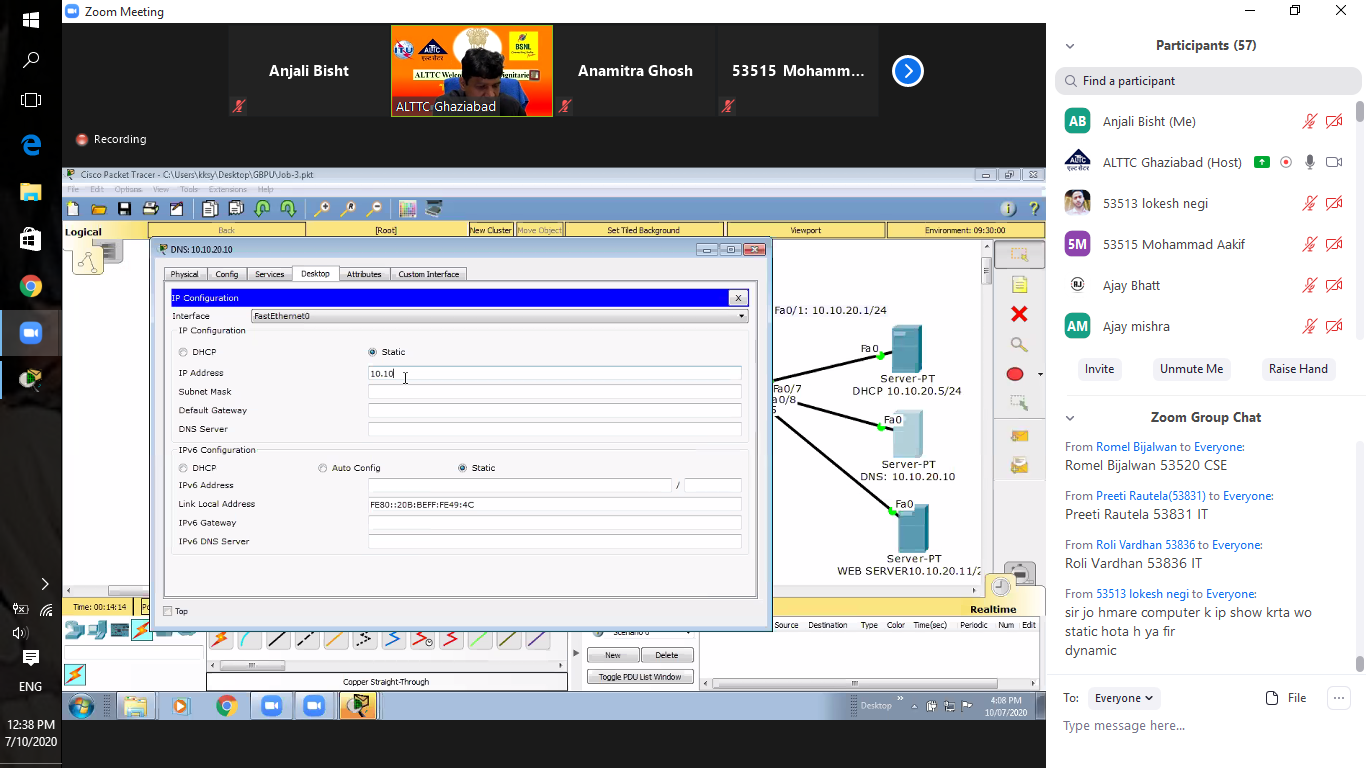 Zoom Meeting
Anjali Bisht
ITU
ALTTC
BSNL
ALTTC Ghaziabad
Anamitra Ghosh
53515 Mohamm...
Recording
Cisco Packet Tracer - C:\Users\kksy\Desktop\GBPU\Job-3.pkt
File Edit Options View Tools Extensions Help
Logical
Back
[Root]
New Cluster
Move Object
Set Tiled Background
Viewport
Environment: 09:30:00
DNS: 10.10.20.10
Physical Config Services Desktop Attributes Custom Interface
IP Configuration
X
Interface
FastEthernet0
IP Configuration
DHCP
Static
IP Address
10.10
Subnet Mask
Default Gateway
DNS Server
IPv6 Configuration
DHCP
Auto Config
Static
IPv6 Address
/
Link Local Address
FE80::20B:BEFF:FE49:4C
IPv6 Gateway
IPv6 DNS Server
Top
Fa0/1: 10.10.20.1/24
Fa0
Server-PT
DHCP 10.10.20.5/24
Fa0/7
a0/8
Fa0
Server-PT
DNS: 10.10.20.10
Fa0
Server-PT
WEB SERVER10.10.20.11/2
Time: 00:14:14
Realtime
Scenario 0
New
Delete
Toggle PDU List Window
Source Destination Type Color Time(sec) Periodic Num Edit
Copper Straight-Through
Desktop
4:08 PM
10/07/2020
ENG
12:38 PM
7/10/2020
Participants (57)
Find a participant
AB
Anjali Bisht (Me)
ALTTC Ghaziabad (Host)
53513 lokesh negi
5M
53515 Mohammad Aakif
Ajay Bhatt
AM
Ajay mishra
Invite
Unmute Me
Raise Hand
Zoom Group Chat
From Romel Bijalwan to Everyone:
Romel Bijalwan 53520 CSE
From Preeti Rautela(53831) to Everyone:
Preeti Rautela 53831 IT
From Roli Vardhan 53836 to Everyone:
Roli Vardhan 53836 IT
From 53513 lokesh negi to Everyone:
sir jo hmare computer k ip show krta wo
static hota h ya fir
dynamic
To:
Everyone
File
Type message here...